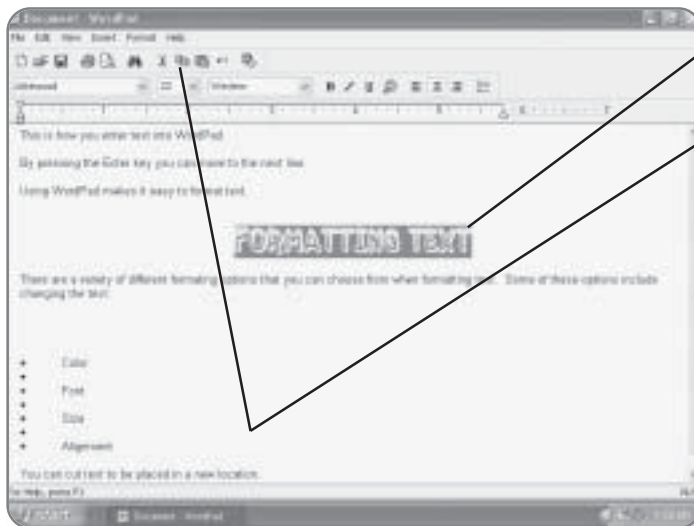 Document - WordPad
File Edit View Insert Format Help
Western
This is how you enter text into WordPad.
By pressing the Enter key you can move to the next line.
Using WordPad makes it easy to format text.
FORMATTING TEXT
There are a variety of different formatting options that you can choose from when formatting text. Some of these options include
changing the text:
Color
Font
Size
Alignment
You can cut text to be placed in a new location.
For Help, press F1
start Document - WordPad